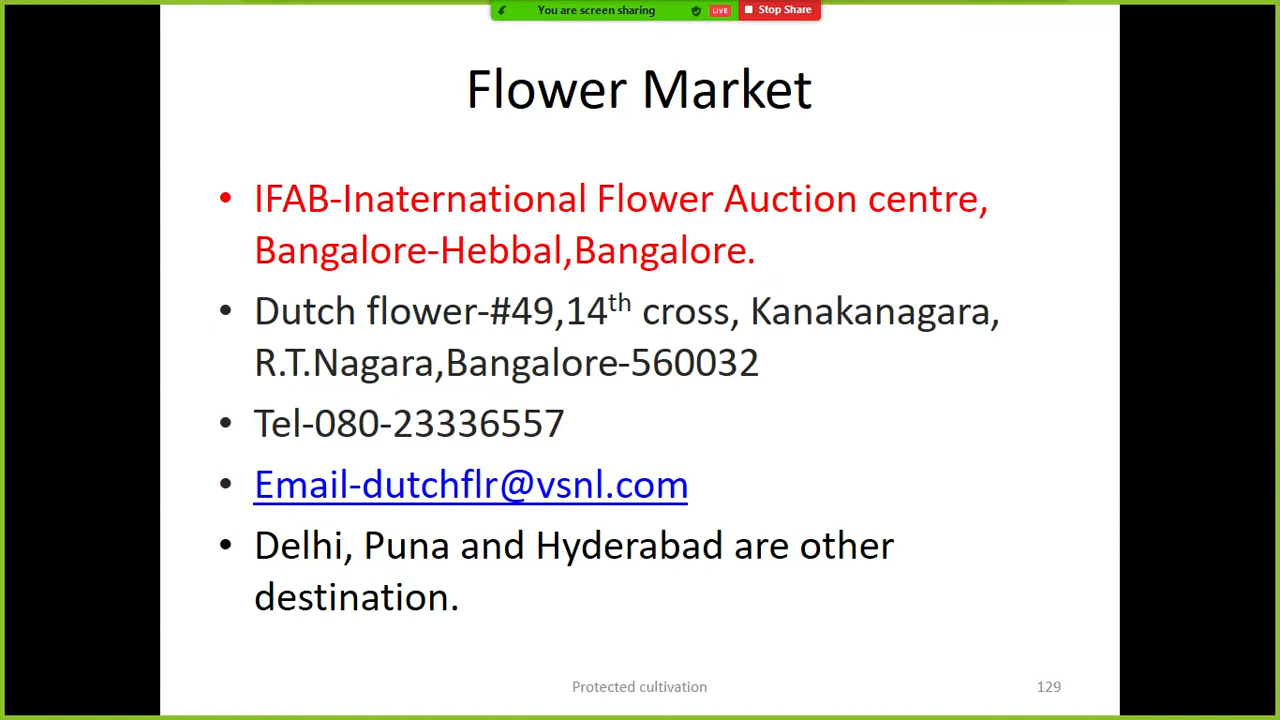 You are screen sharing LIVE Stop Share
Flower Market
• IFAB-Inaternational Flower Auction centre,
Bangalore-Hebbal,Bangalore.
• Dutch flower-#49,14th cross, Kanakanagara,
R.T.Nagara,Bangalore-560032
• Tel-080-23336557
• Email-dutchflr@vsnl.com
• Delhi, Puna and Hyderabad are other
destination.
Protected cultivation 129